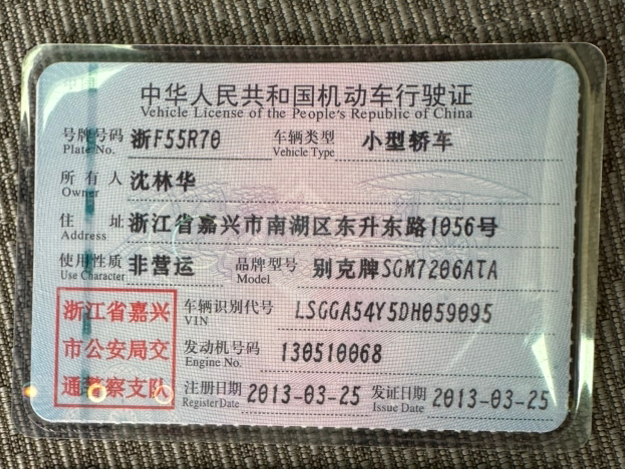 中华人民共和国机动车行驶证
Vehicle License of the People's Republic of China
号牌号码 浙F55R70 车辆类型 小型轿车
Plate No. Vehicle Type
所有人 沈林华
Owner
住址 浙江省嘉兴市南湖区东升东路1056号
Address
使用性质 非营运 品牌型号 别克牌SGM7206ATA
Use Character Model
浙江省嘉兴 车辆识别代号 LSGGA54Y5DH059095
VIN
市公安局交 发动机号码 130510068
Engine No.
通警察支队 注册日期 2013-03-25 发证日期 2013-03-25
Register Date Issue Date